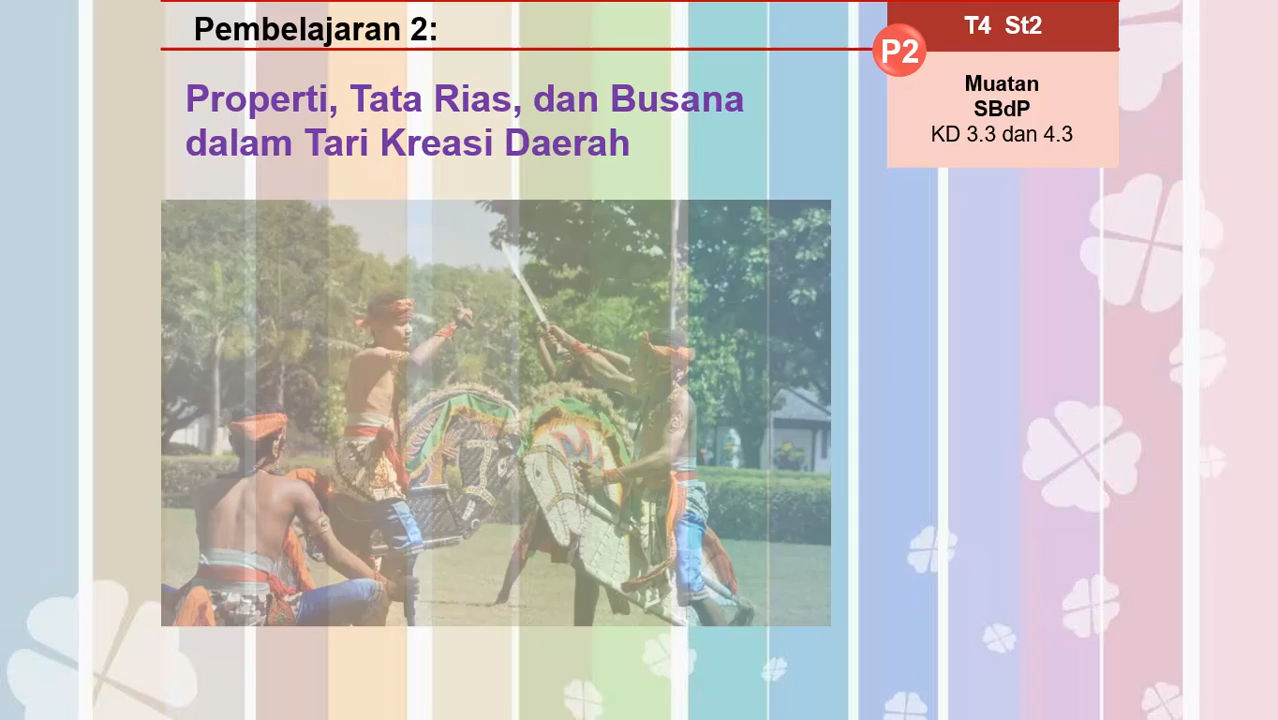 Pembelajaran 2:
T4 St2
P2
Muatan
SBdP
KD 3.3 dan 4.3
Properti, Tata Rias, dan Busana
dalam Tari Kreasi Daerah